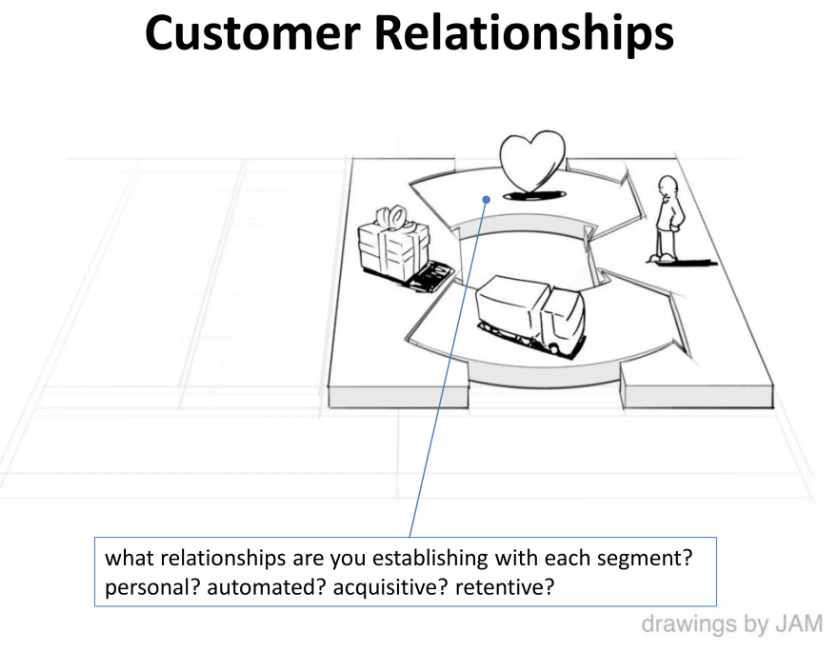 Customer Relationships
what relationships are you establishing with each segment?
personal? automated? acquisitive? retentive?
drawings by JAM